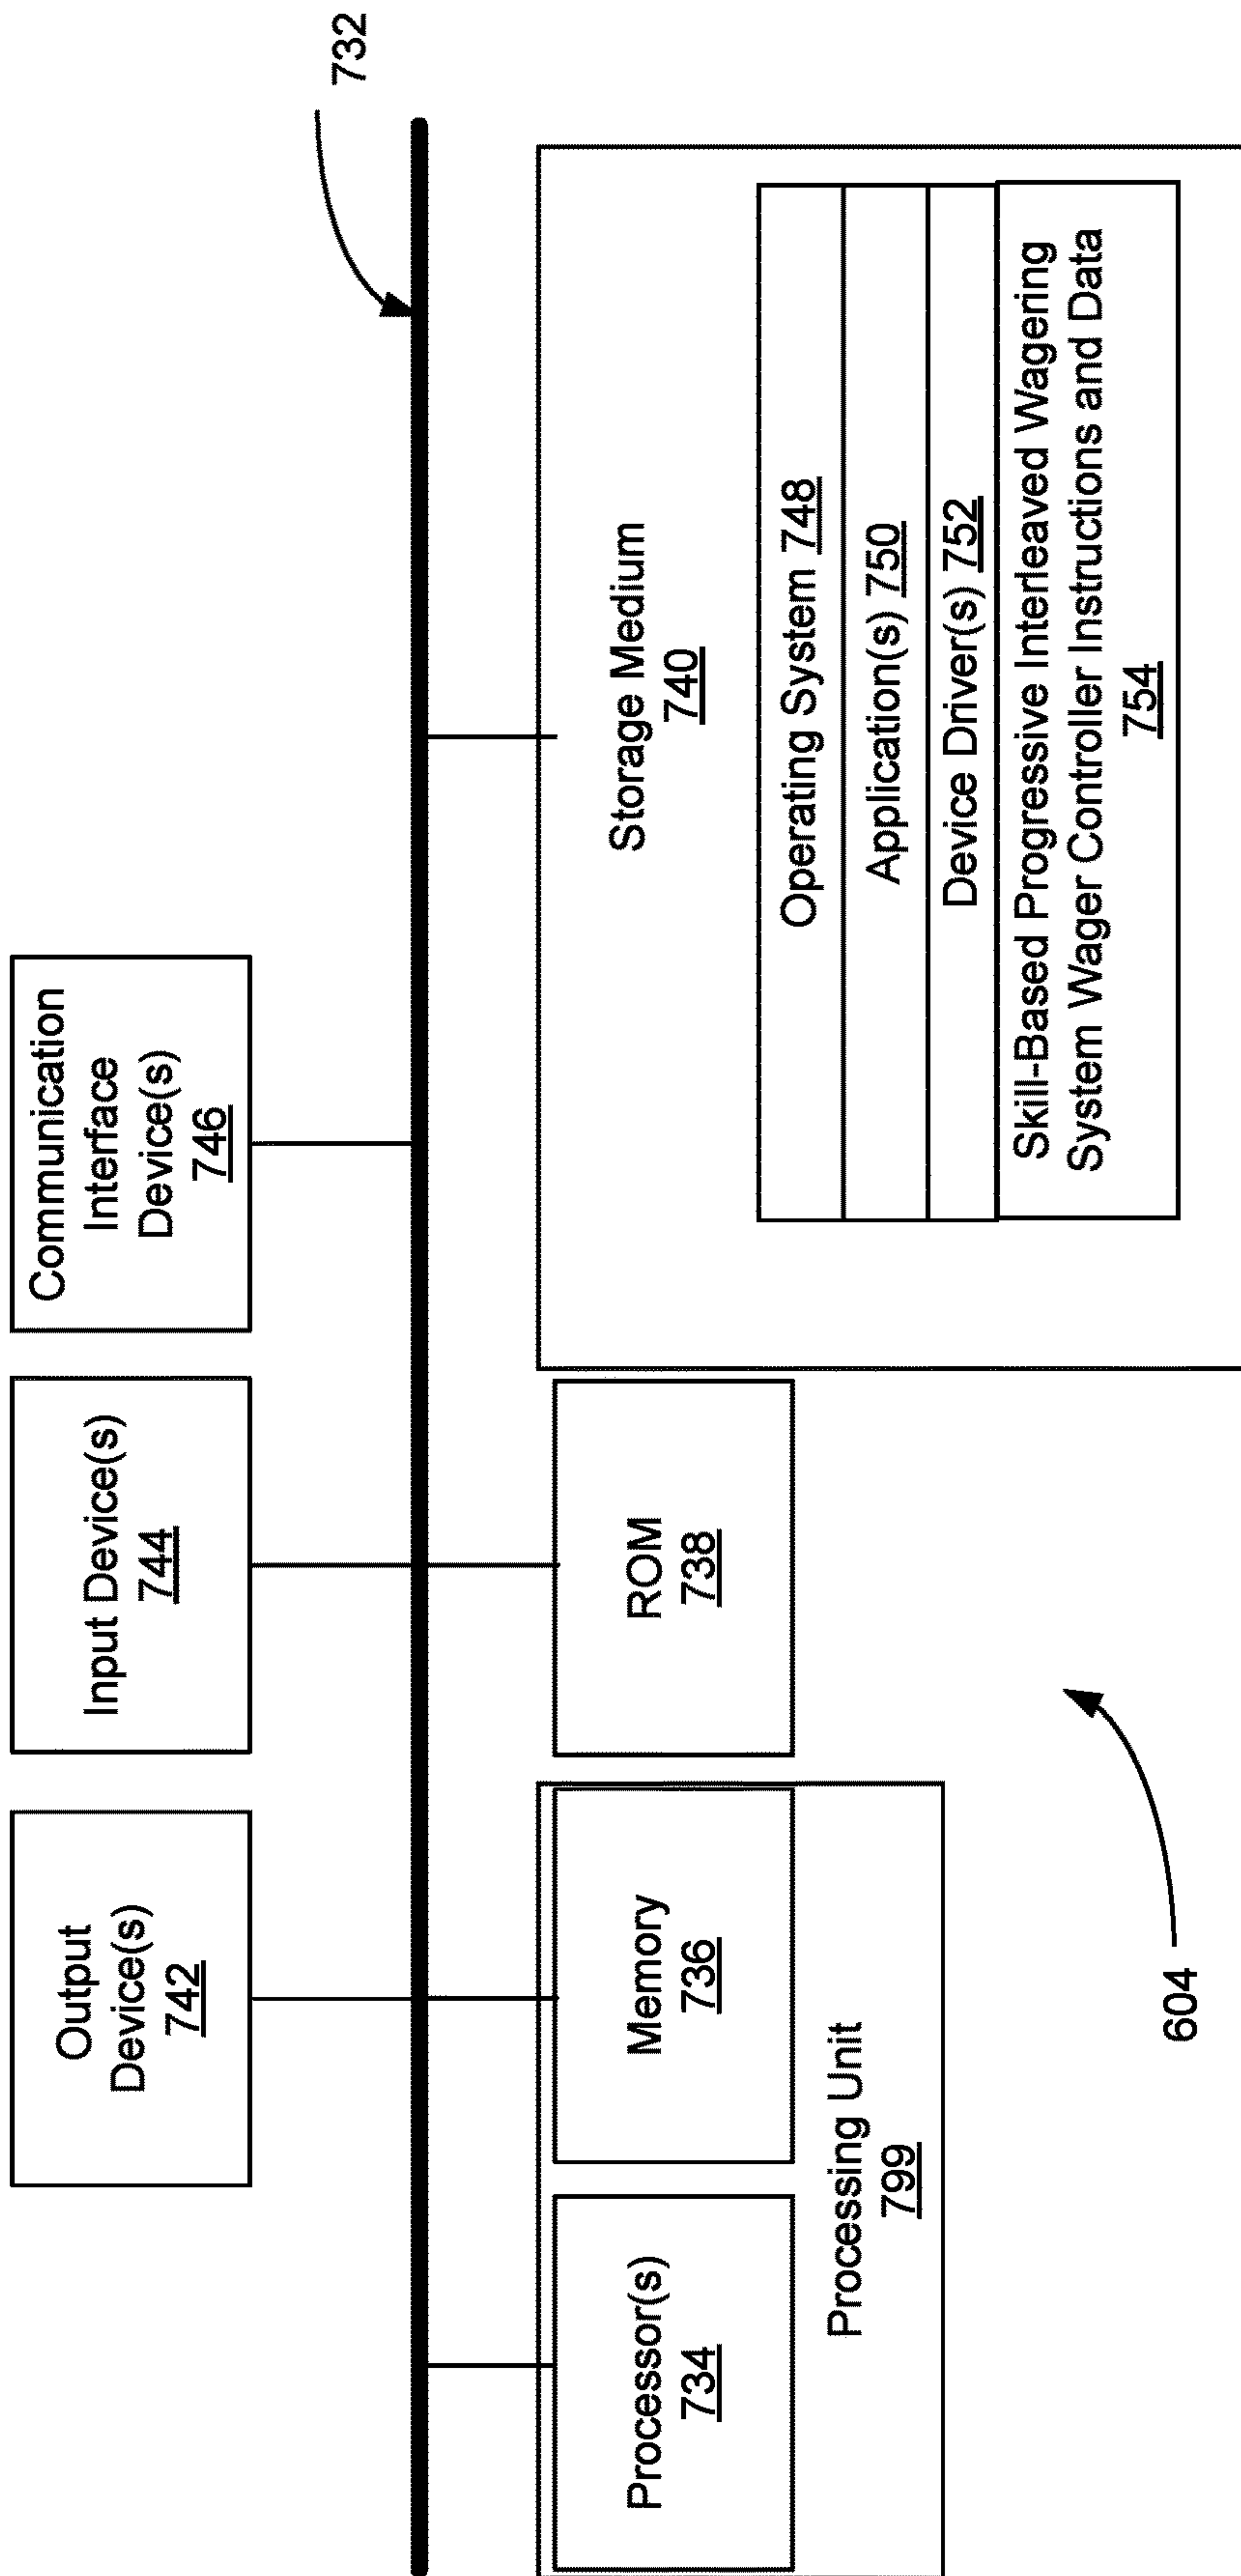 732
Output
Device(s)
742
Input Device(s)
744
Communication
Interface
Device(s)
746
Processor(s)
734
Memory
736
Processing Unit
799
ROM
738
Storage Medium
740
Operating System 748
Application(s) 750
Device Driver(s) 752
Skill-Based Progressive Interleaved Wagering
System Wager Controller Instructions and Data
754
604